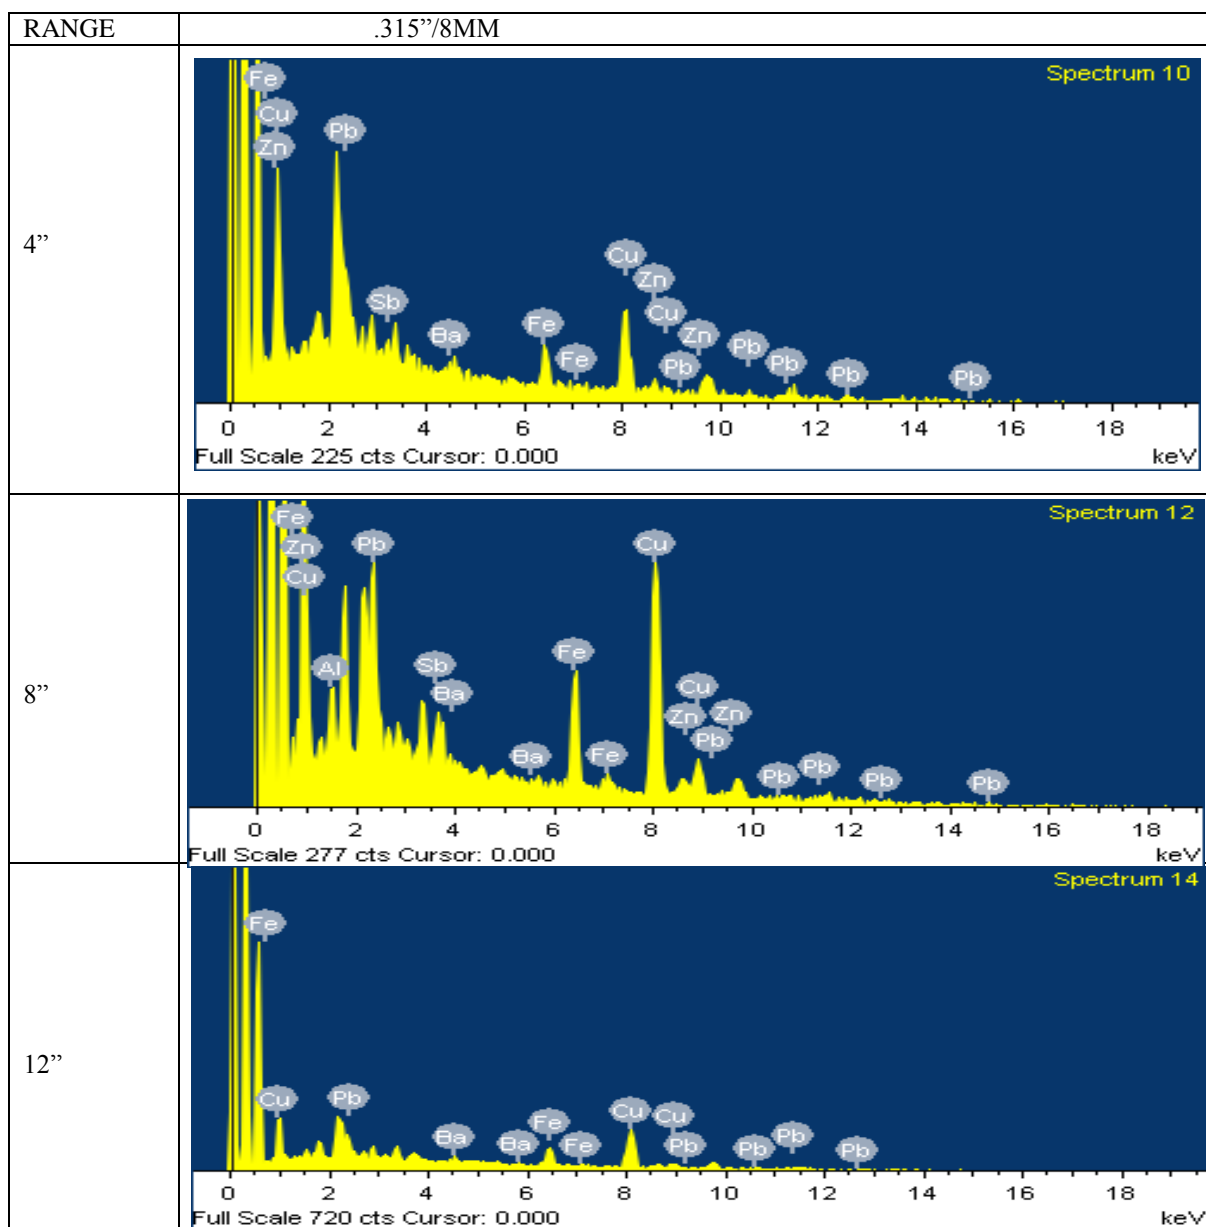 RANGE .315”/8MM
4”
Spectrum 10
Fe
Cu
Pb
Zn
Cu
Zn
Sb
Cu
Fe
Ba
Zn
Pb
Fe
Pb
Pb
Pb
Pb
0 2 4 6 8 10 12 14 16 18
Full Scale 225 cts Cursor: 0.000 keV
8”
Spectrum 12
Fe
Zn
Pb
Cu
Cu
Fe
Al
Sb
Ba
Cu
Zn
Zn
Pb
Ba
Fe
Pb
Pb
Pb
Pb
0 2 4 6 8 10 12 14 16 18
Full Scale 277 cts Cursor: 0.000 keV
12”
Spectrum 14
Fe
Cu
Pb
Cu
Cu
Fe
Ba
Ba
Fe
Pb
Pb
Pb
Pb
0 2 4 6 8 10 12 14 16 18
Full Scale 720 cts Cursor: 0.000 keV